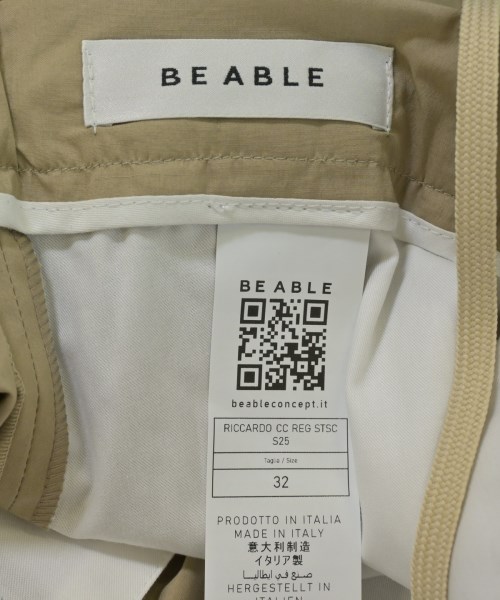 BE ABLE
BE ABLE
beableconcept.it
RICCARDO CC REG STSC
S25
Taglia / Size
32
PRODOTTO IN ITALIA
MADE IN ITALY
意大利制造
イタリア製
صنع في ايطاليا
HERGESTELLT IN
ITALIEN